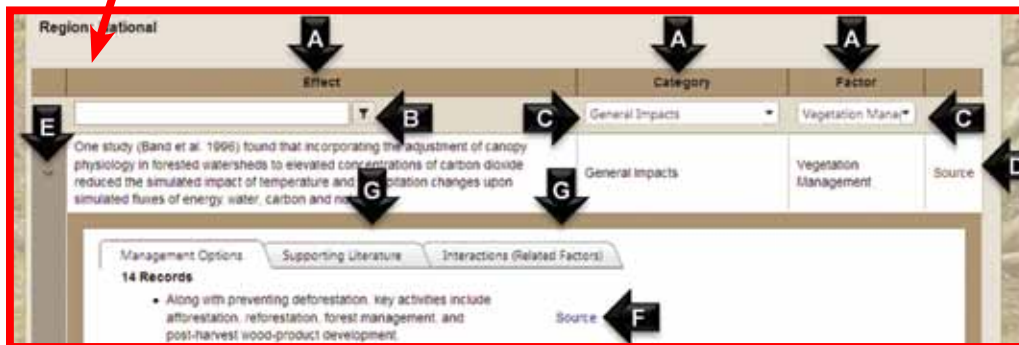 Region: National
A A A
Effect Category Factor
E B C General Impacts Vegetation Manag C
One study (Band et al. 1996) found that incorporating the adjustment of canopy
physiology in forested watersheds to elevated concentrations of carbon dioxide
reduced the simulated impact of temperature and changes upon
simulated fluxes of energy, water, carbon and
General Impacts
Vegetation
Management
Source D
G G
Management Options Supporting Literature Interactions (Related Factors)
14 Records
• Along with preventing deforestation, key activities include
afforestation, reforestation, forest management, and
post-harvest wood-product development.
Source F